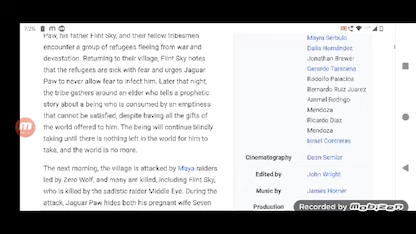 7:26
Paw, his father Flint Sky, and their fellow tribesmen
encounter a group of refugees fleeing from war and
devastation. Returning to their village, Flint Sky notes
that the refugees are sick with fear and urges Jaguar
Paw to never allow fear to infect him. Later that night,
the tribe gathers around an elder who tells a prophetic
story about a being who is consumed by an emptiness
that cannot be satisfied, despite having all the gifts of
the world offered to him. The being will continue blindly
taking until there is nothing left in the world for him to
take, and the world is no more.
The next morning, the village is attacked by Maya raiders
led by Zero Wolf, and many are killed, including Flint Sky,
who is killed by the sadistic raider Middle Eye. During the
attack, Jaguar Paw hides both his pregnant wife Seven
Mayra Serbulo
Dalia Hernández
Jonathan Brewer
Gerardo Taracena
Rodolfo Palacios
Bernardo Ruiz Juarez
Ammel Rodrigo
Mendoza
Ricardo Diaz
Mendoza
Israel Contreras
Cinematography Dean Semler
Edited by John Wright
Music by James Horner
Production
Recorded by Mobizen